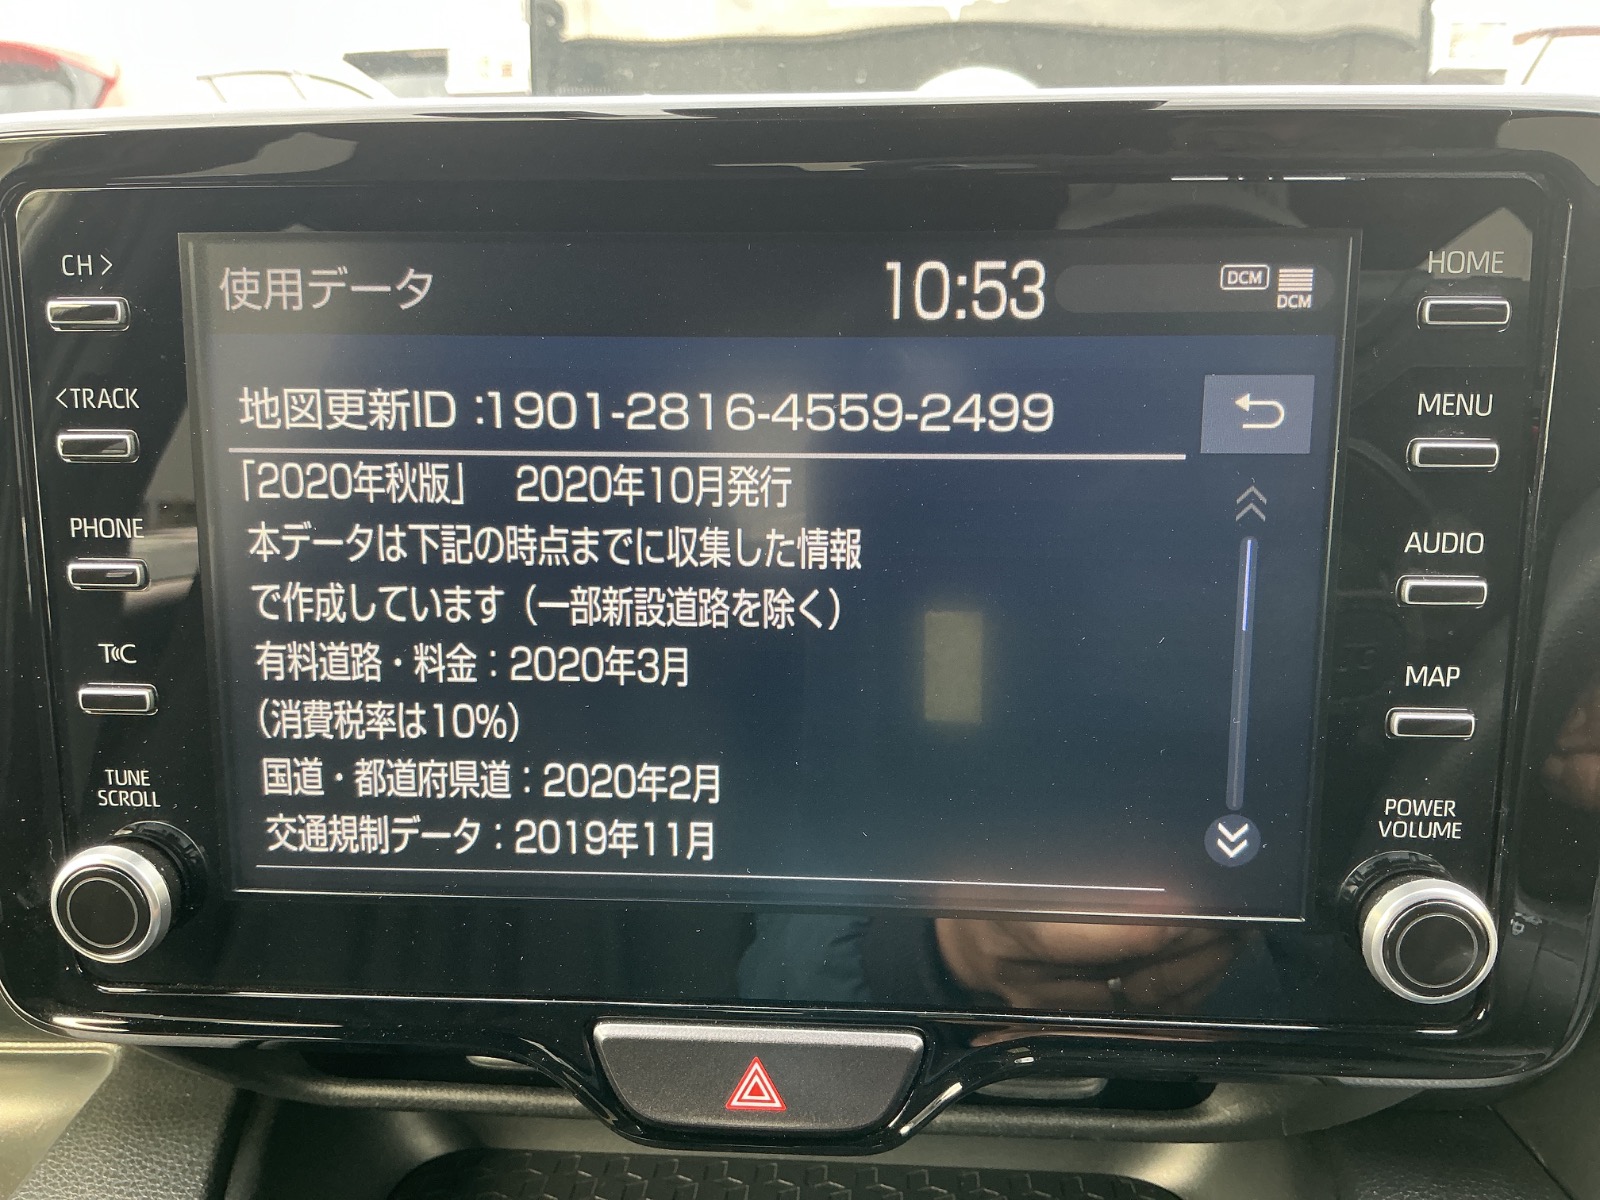 CH >
<TRACK
PHONE
T«C
TUNE
SCROLL
使用データ
10:53
DCM
DCM
地図更新ID :1901-2816-4559-2499
「2020年秋版」　2020年10月発行
本データは下記の時点までに収集した情報
で作成しています（一部新設道路を除く）
有料道路・料金：2020年3月
（消費税率は10%）
国道・都道府県道：2020年2月
交通規制データ：2019年11月
HOME
MENU
AUDIO
MAP
POWER
VOLUME